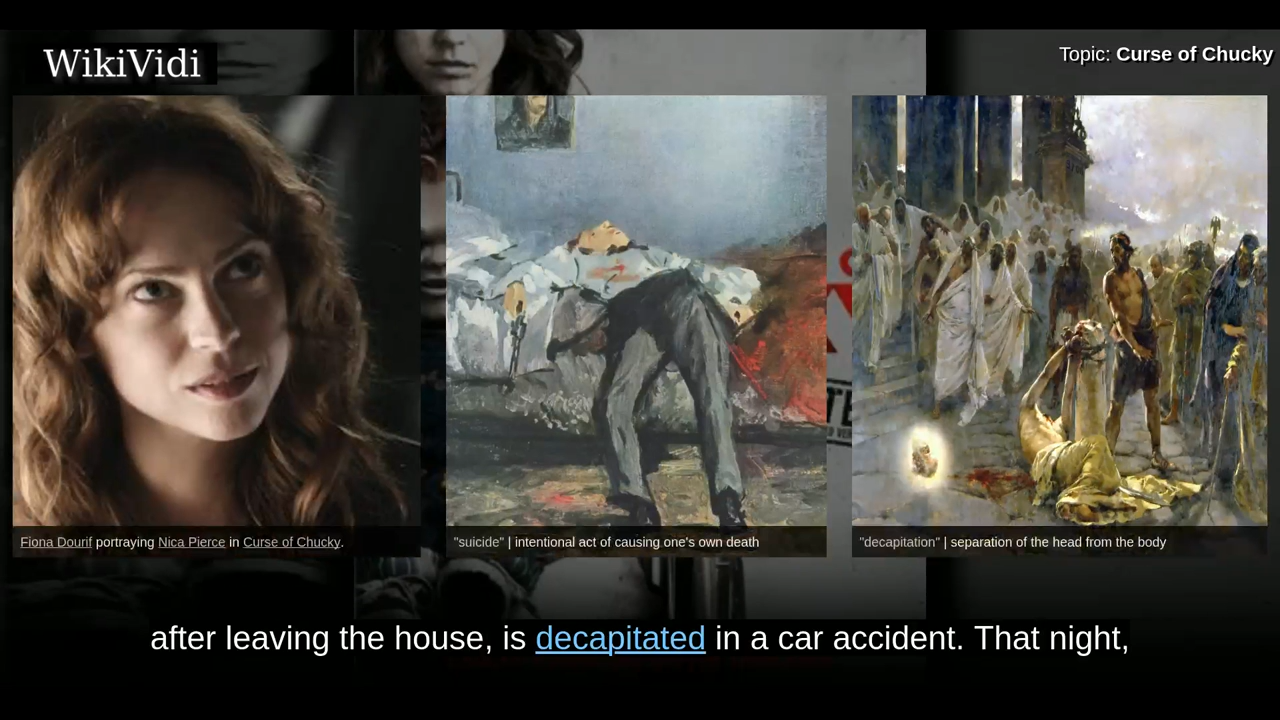 WikiVidi
Topic: Curse of Chucky
Fiona Dourif portraying Nica Pierce in Curse of Chucky.
"suicide" | intentional act of causing one's own death
"decapitation" | separation of the head from the body
after leaving the house, is decapitated in a car accident. That night,